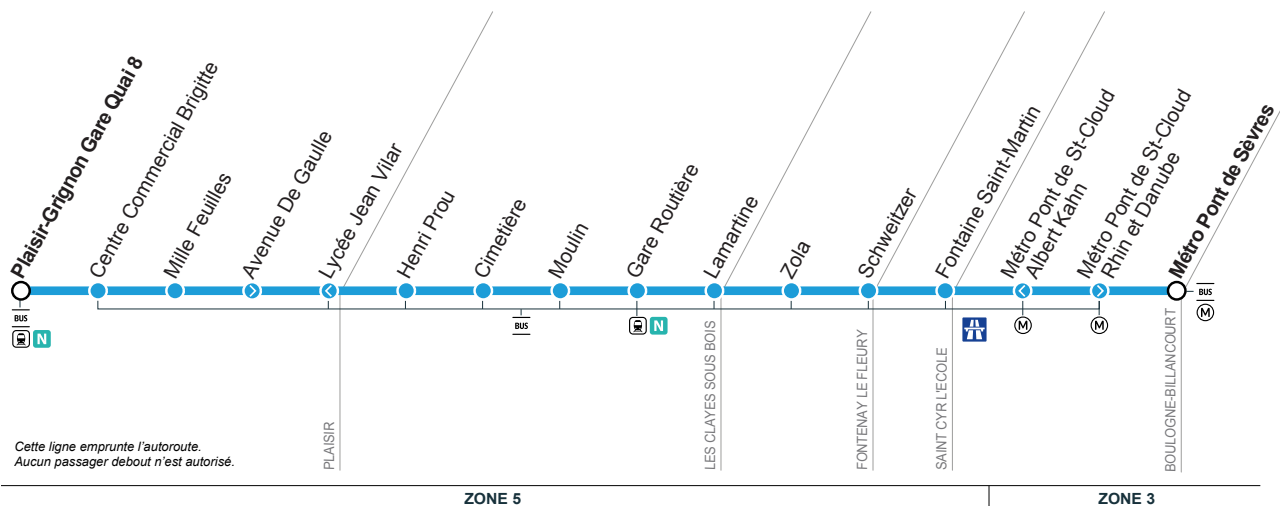 Plaisir-Grignon Gare Quai 8
Centre Commercial Brigitte
Mille Feuilles
Avenue De Gaulle
Lycée Jean Vilar
Henri Prou
Cimetière
Moulin
Gare Routière
Lamartine
Zola
Schweitzer
Fontaine Saint-Martin
Métro Pont de St-Cloud
Albert Kahn
Métro Pont de St-Cloud
Rhin et Danube
Métro Pont de Sèvres
BUS
N
BUS
N
M
M
BUS
M
PLAISIR
LES CLAYES SOUS BOIS
FONTENAY LE FLEURY
SAINT CYR L'ECOLE
BOULOGNE-BILLANCOURT
Cette ligne emprunte l'autoroute.
Aucun passager debout n'est autorisé.
ZONE 5
ZONE 3